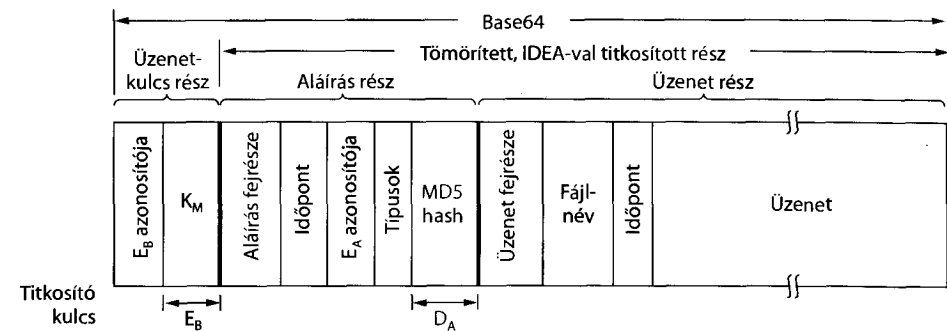 Base64
Tömörített, IDEA-val titkosított rész
Üzenet-
kulcs rész
Aláírás rész
Üzenet rész
E_B azonosítója
K_M
Aláírás fejrésze
Időpont
E_A azonosítója
Típusok
MD5
hash
Üzenet fejrésze
Fájl-
név
Időpont
Üzenet
Titkosító
kulcs
E_B
D_A